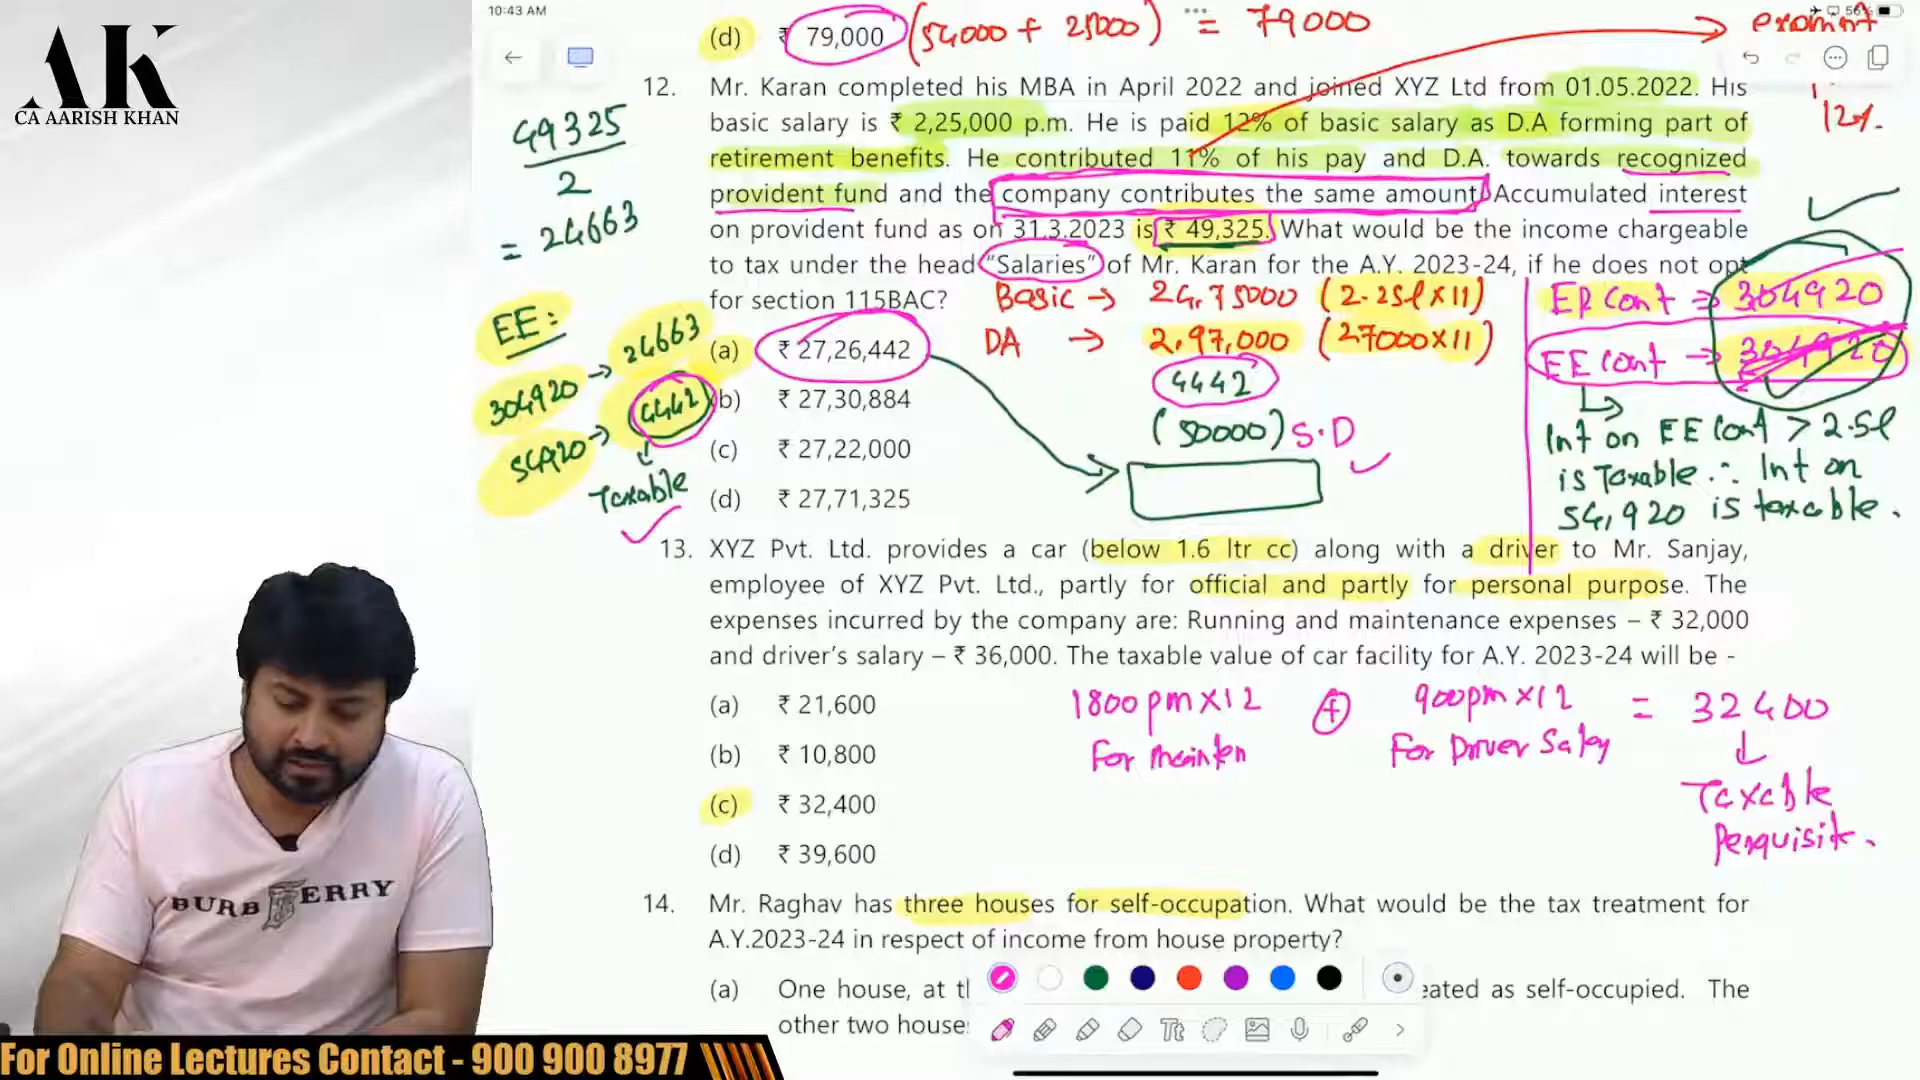 10:43 AM
56%
AK
CA AARISH KHAN
(d) ₹ 79,000 (54000 + 25000) = 79000
exempt
12%.
12. Mr. Karan completed his MBA in April 2022 and joined XYZ Ltd from 01.05.2022. His
basic salary is ₹ 2,25,000 p.m. He is paid 12% of basic salary as D.A forming part of
retirement benefits. He contributed 11% of his pay and D.A. towards recognized
provident fund and the company contributes the same amount. Accumulated interest
on provident fund as on 31.3.2023 is ₹ 49,325. What would be the income chargeable
to tax under the head "Salaries" of Mr. Karan for the A.Y. 2023-24, if he does not opt
for section 115BAC?
49325
2
= 24663
EE:
304920 → 24663
54920 → 4442
Taxable
(a) ₹ 27,26,442
(b) ₹ 27,30,884
(c) ₹ 27,22,000
(d) ₹ 27,71,325
Basic → 24,75000 (2.25l x 11)
DA → 2,97,000 (27000x11)
4442
(50000) S.D
ER Cont ⇒ 304920
EE Cont → 304920
Int on EE Cont > 2.5l
is Taxable ∴ Int on
54,920 is taxable.
13. XYZ Pvt. Ltd. provides a car (below 1.6 ltr cc) along with a driver to Mr. Sanjay,
employee of XYZ Pvt. Ltd., partly for official and partly for personal purpose. The
expenses incurred by the company are: Running and maintenance expenses – ₹ 32,000
and driver's salary – ₹ 36,000. The taxable value of car facility for A.Y. 2023-24 will be -
(a) ₹ 21,600
(b) ₹ 10,800
(c) ₹ 32,400
(d) ₹ 39,600
1800pm x 12 + 900pm x 12 = 32400
For mainten For Driver Salary
Taxable
Perquisite.
14. Mr. Raghav has three houses for self-occupation. What would be the tax treatment for
A.Y.2023-24 in respect of income from house property?
(a) One house, at t eated as self-occupied. The
other two house
Tt
BURBERRY
For Online Lectures Contact - 900 900 8977